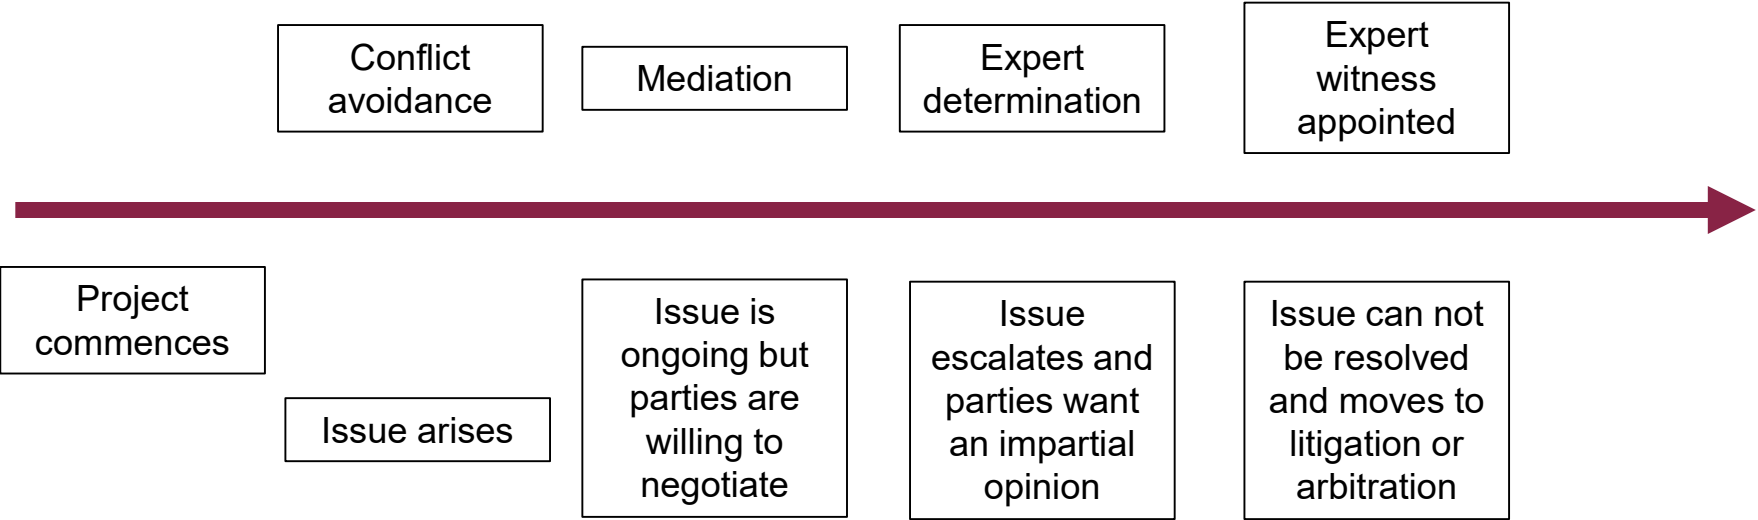 Conflict
avoidance
Mediation
Expert
determination
Expert
witness
appointed
Project
commences
Issue arises
Issue is
ongoing but
parties are
willing to
negotiate
Issue
escalates and
parties want
an impartial
opinion
Issue can not
be resolved
and moves to
litigation or
arbitration